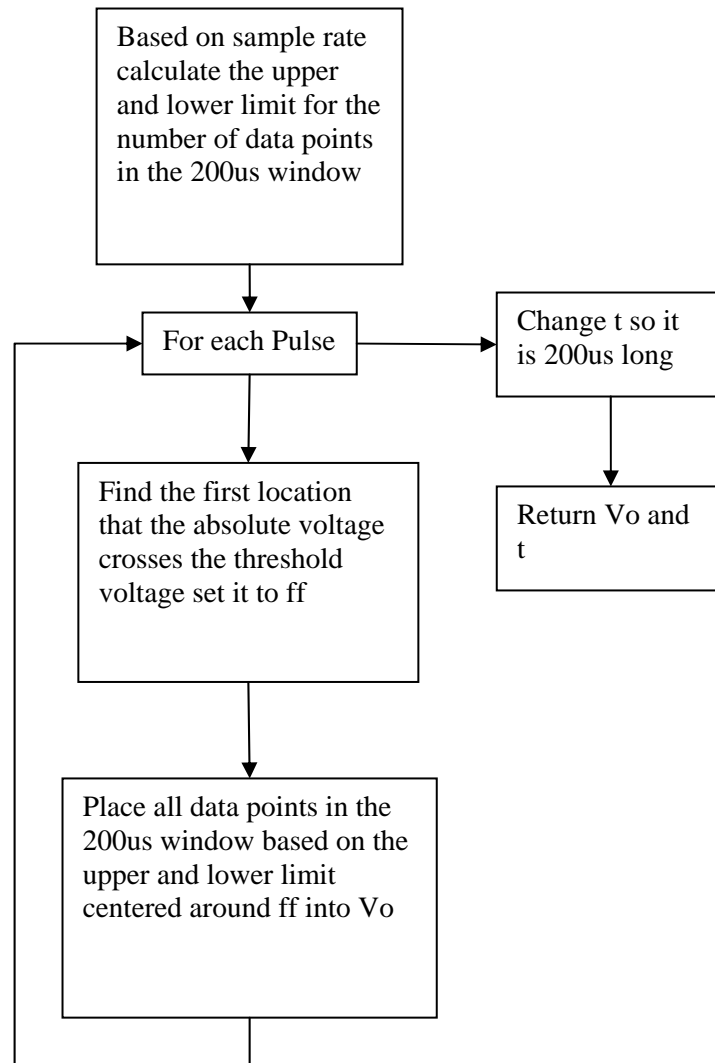 Based on sample rate
calculate the upper
and lower limit for the
number of data points
in the 200us window
For each Pulse
Change t so it
is 200us long
Find the first location
that the absolute voltage
crosses the threshold
voltage set it to ff
Return Vo and
t
Place all data points in the
200us window based on the
upper and lower limit
centered around ff into Vo